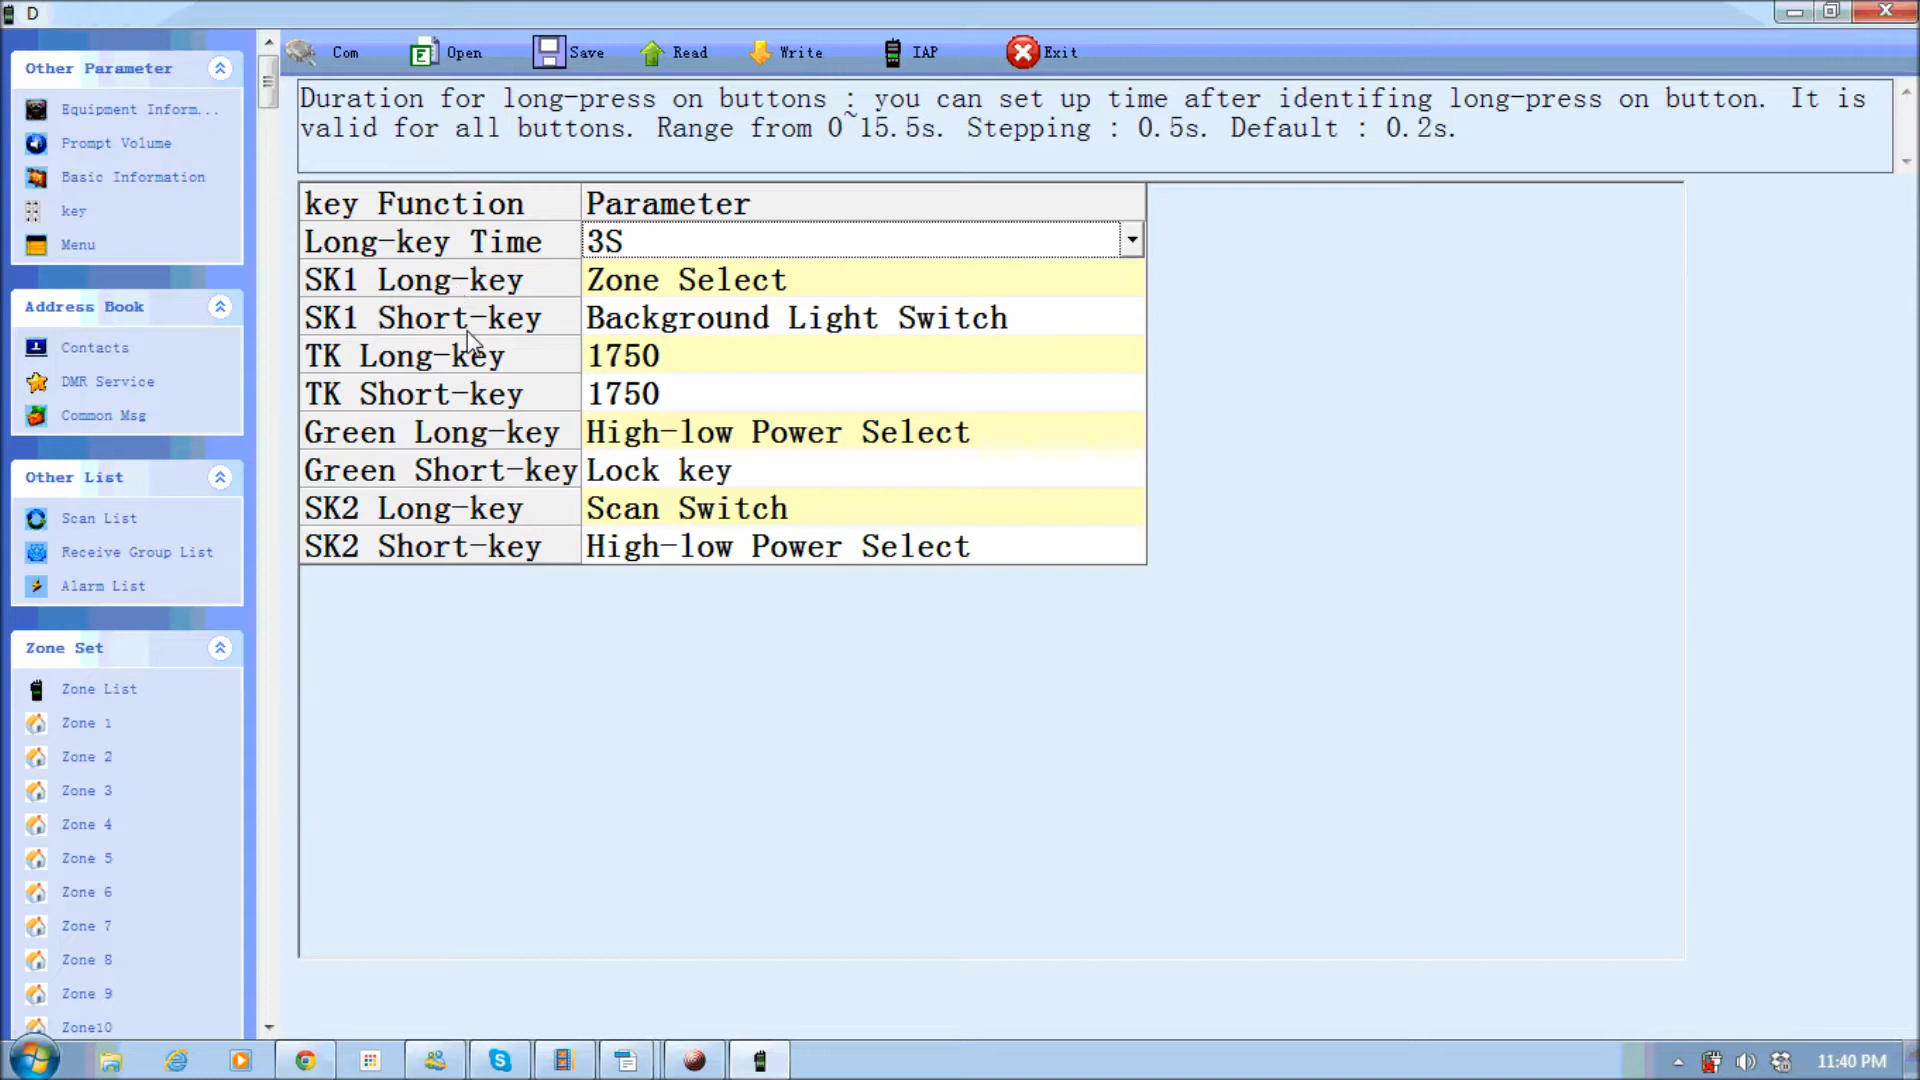 D
Com Open Save Read Write IAP Exit
Other Parameter
Equipment Inform...
Prompt Volume
Basic Information
key
Menu
Address Book
Contacts
DMR Service
Common Msg
Other List
Scan List
Receive Group List
Alarm List
Zone Set
Zone List
Zone 1
Zone 2
Zone 3
Zone 4
Zone 5
Zone 6
Zone 7
Zone 8
Zone 9
Zone10
Duration for long-press on buttons : you can set up time after identifing long-press on button. It is
valid for all buttons. Range from 0~15.5s. Stepping : 0.5s. Default : 0.2s.
key Function Parameter
Long-key Time 3S
SK1 Long-key Zone Select
SK1 Short-key Background Light Switch
TK Long-key 1750
TK Short-key 1750
Green Long-key High-low Power Select
Green Short-key Lock key
SK2 Long-key Scan Switch
SK2 Short-key High-low Power Select
11:40 PM